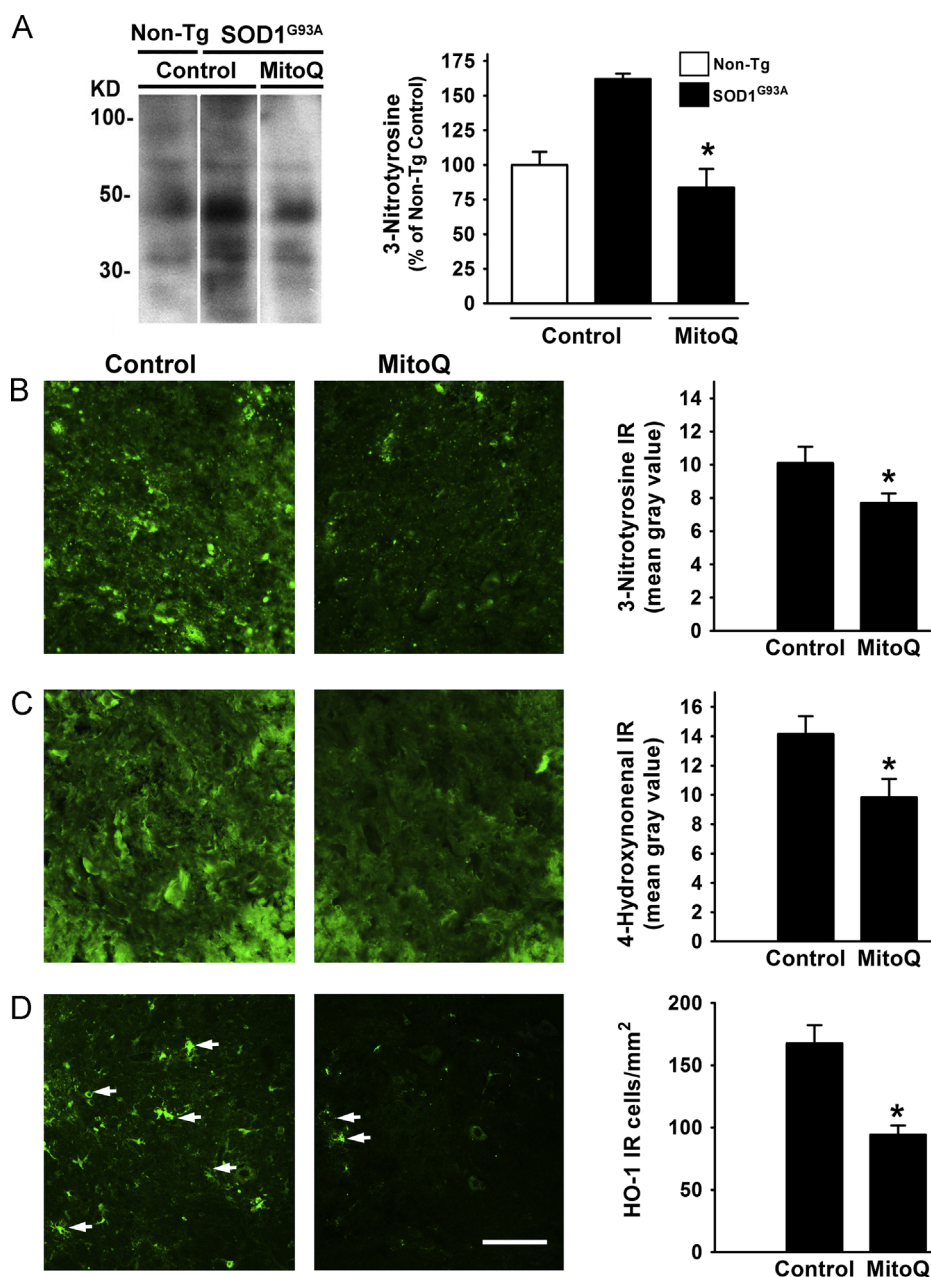 A
Non-Tg SOD1G93A
Control MitoQ
KD
100-
50-
30-
3-Nitrotyrosine
(% of Non-Tg Control)
175
150
125
100
75
50
25
0
Non-Tg
SOD1G93A
*
Control MitoQ
Control MitoQ
B
3-Nitrotyrosine IR
(mean gray value)
14
12
10
8
6
4
2
0
*
Control MitoQ
C
4-Hydroxynonenal IR
(mean gray value)
16
14
12
10
8
6
4
2
0
*
Control MitoQ
D
HO-1 IR cells/mm2
200
150
100
50
0
*
Control MitoQ